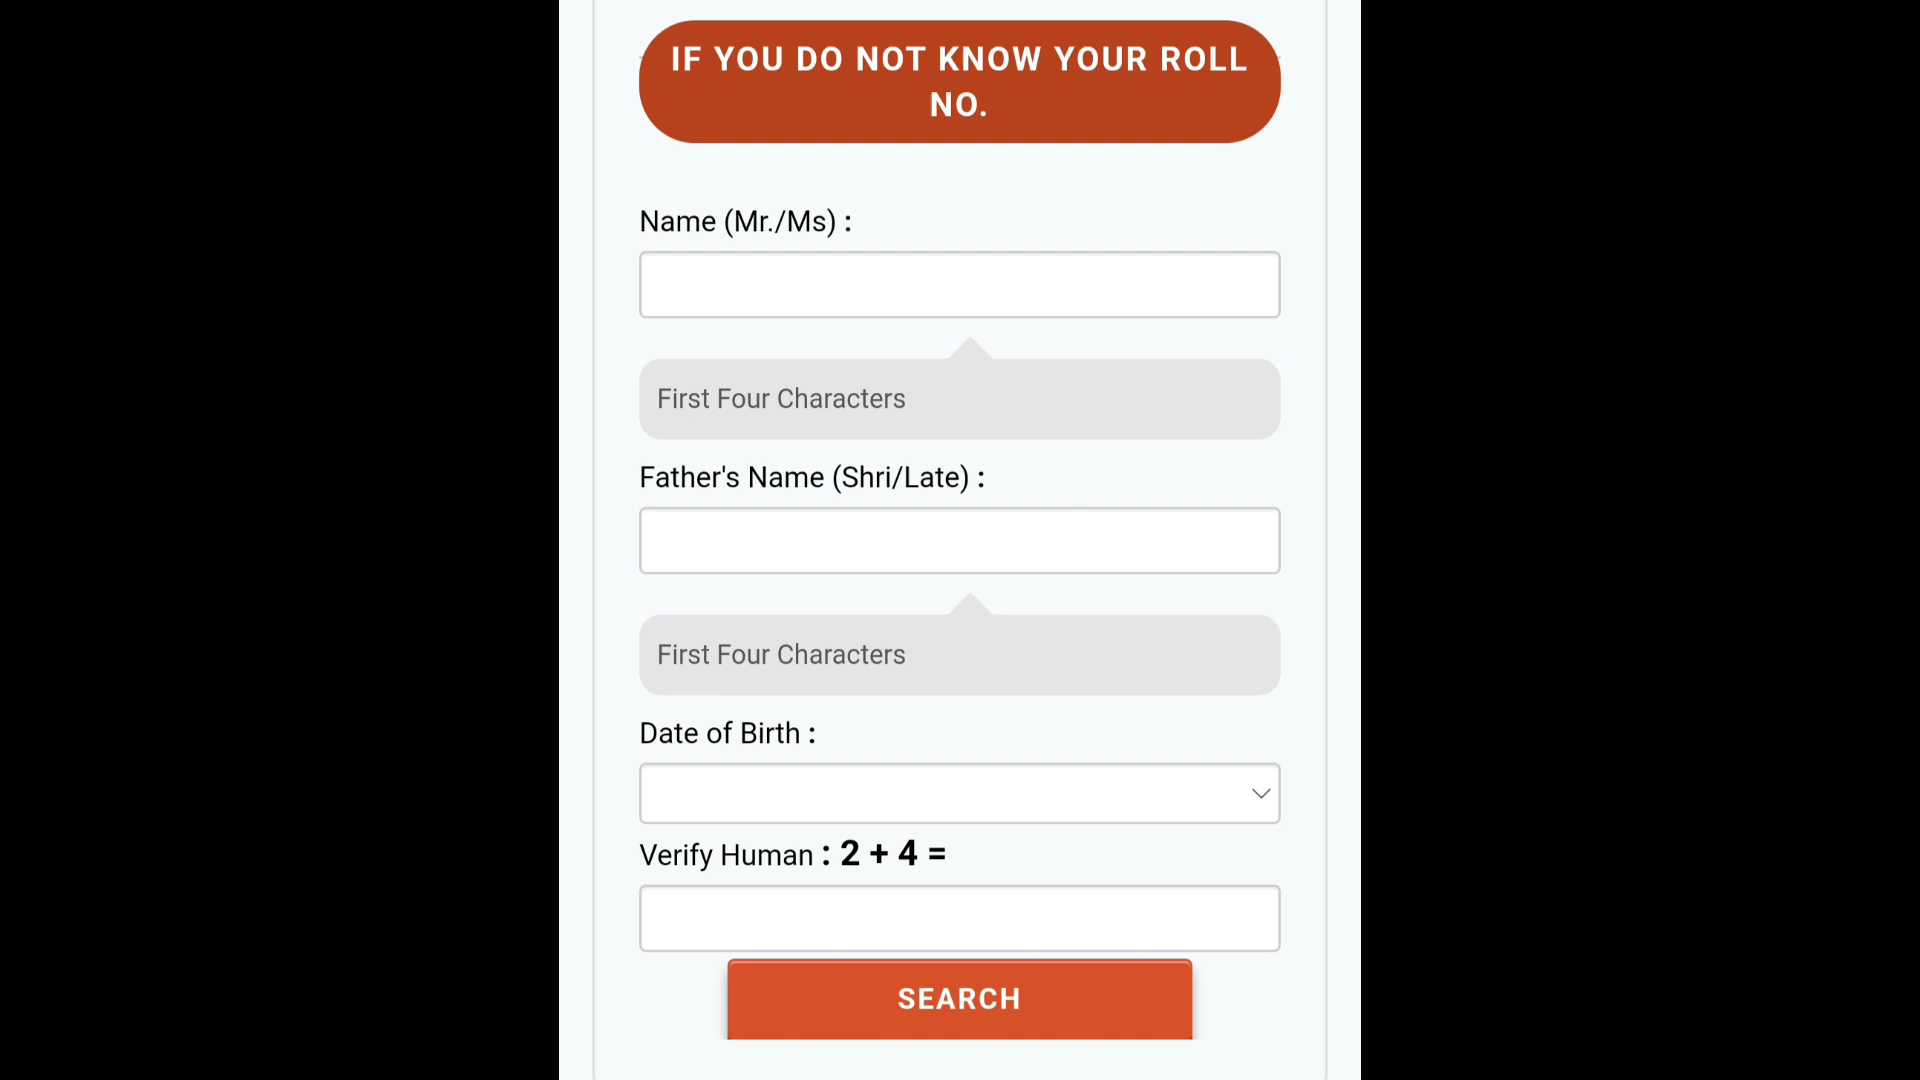 IF YOU DO NOT KNOW YOUR ROLL
NO.
Name (Mr./Ms) :
First Four Characters
Father's Name (Shri/Late) :
First Four Characters
Date of Birth :
Verify Human : 2 + 4 =
SEARCH